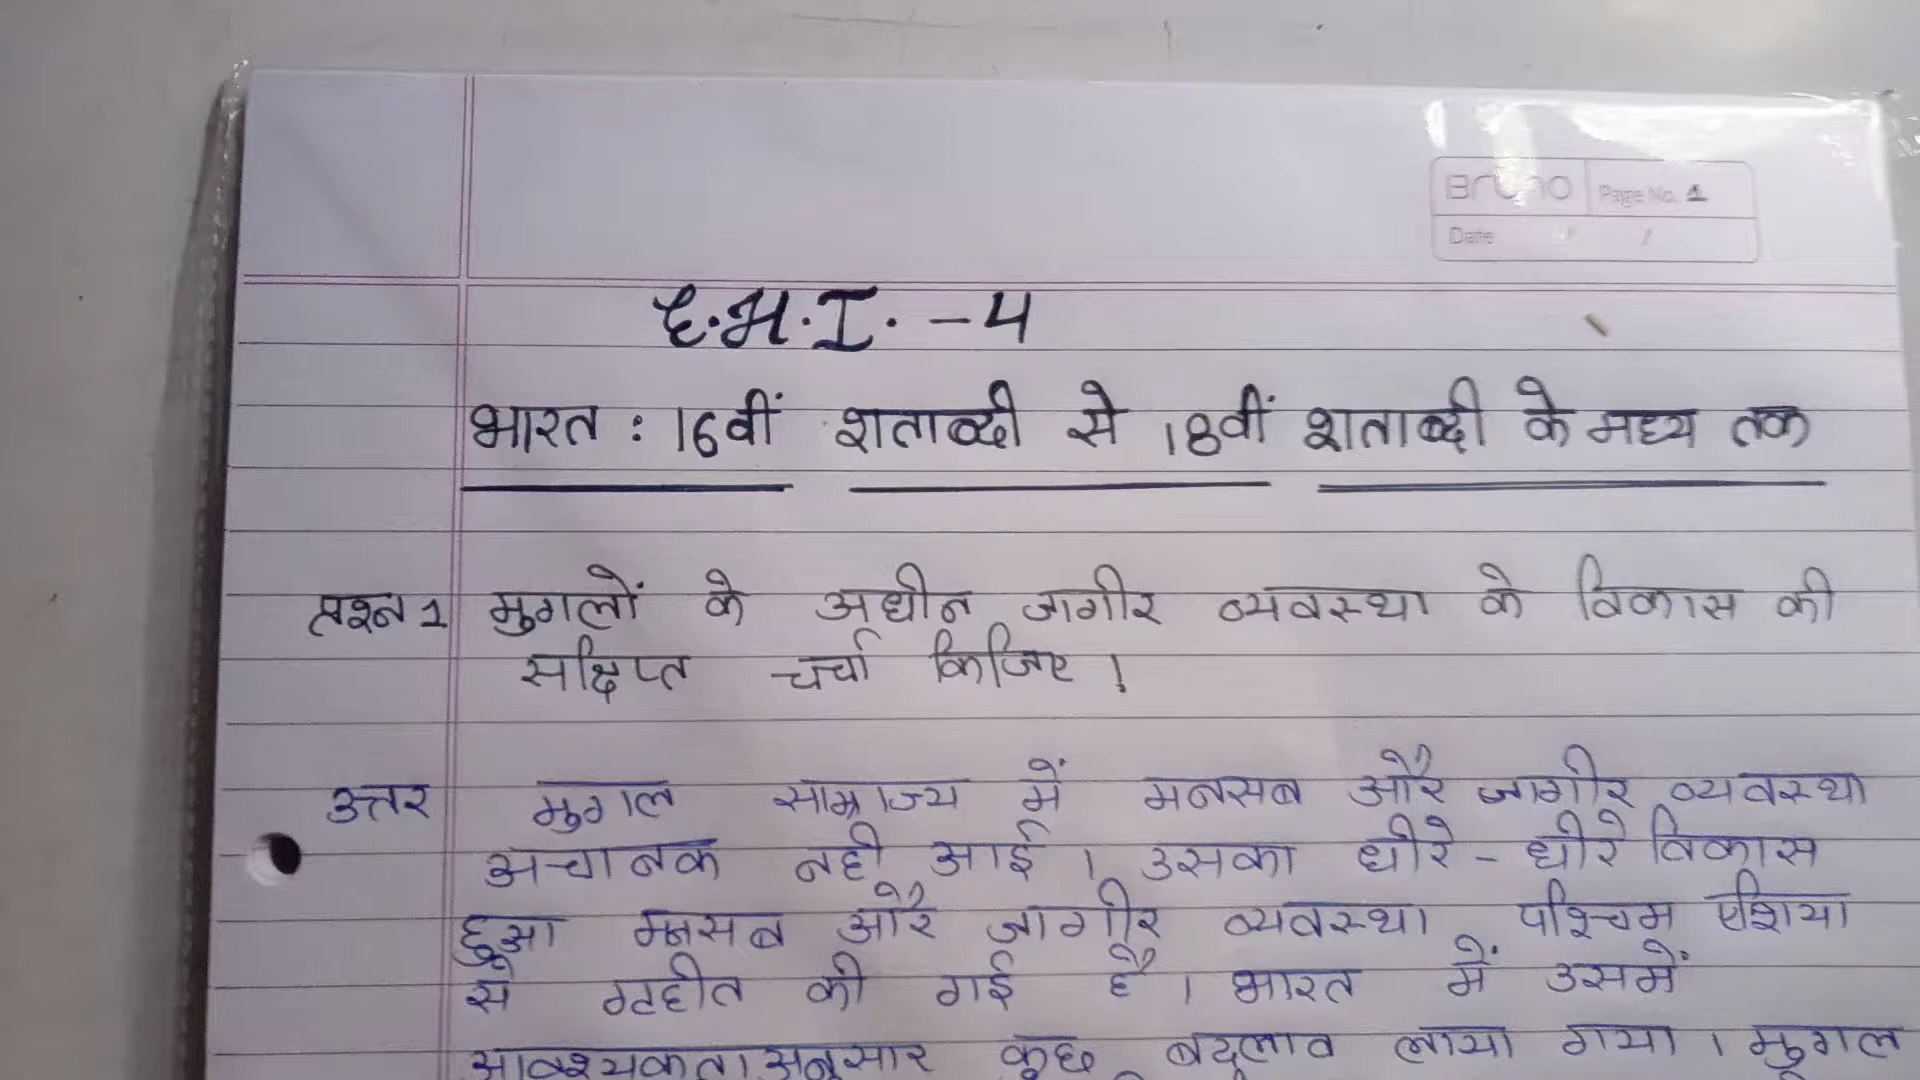 Bruno Page No. 1
Date / /
E.H.I. - 4
भारत : 16वीं शताब्दी से 18वीं शताब्दी के मध्य तक
प्रश्न 1 मुगलों के अधीन जागीर व्यवस्था के विकास की
सक्षिप्त चर्चा किजिए।
उत्तर मुगल साम्राज्य में मनसब और जागीर व्यवस्था
अचानक नही आई। उसका धीरे - धीरे विकास
हुआ मनसब और जागीर व्यवस्था पश्चिम एशिया
से गृहीत की गई है। भारत में उसमें
आवश्यकता अनुसार कुछ बदलाव लाया गया। मुगल